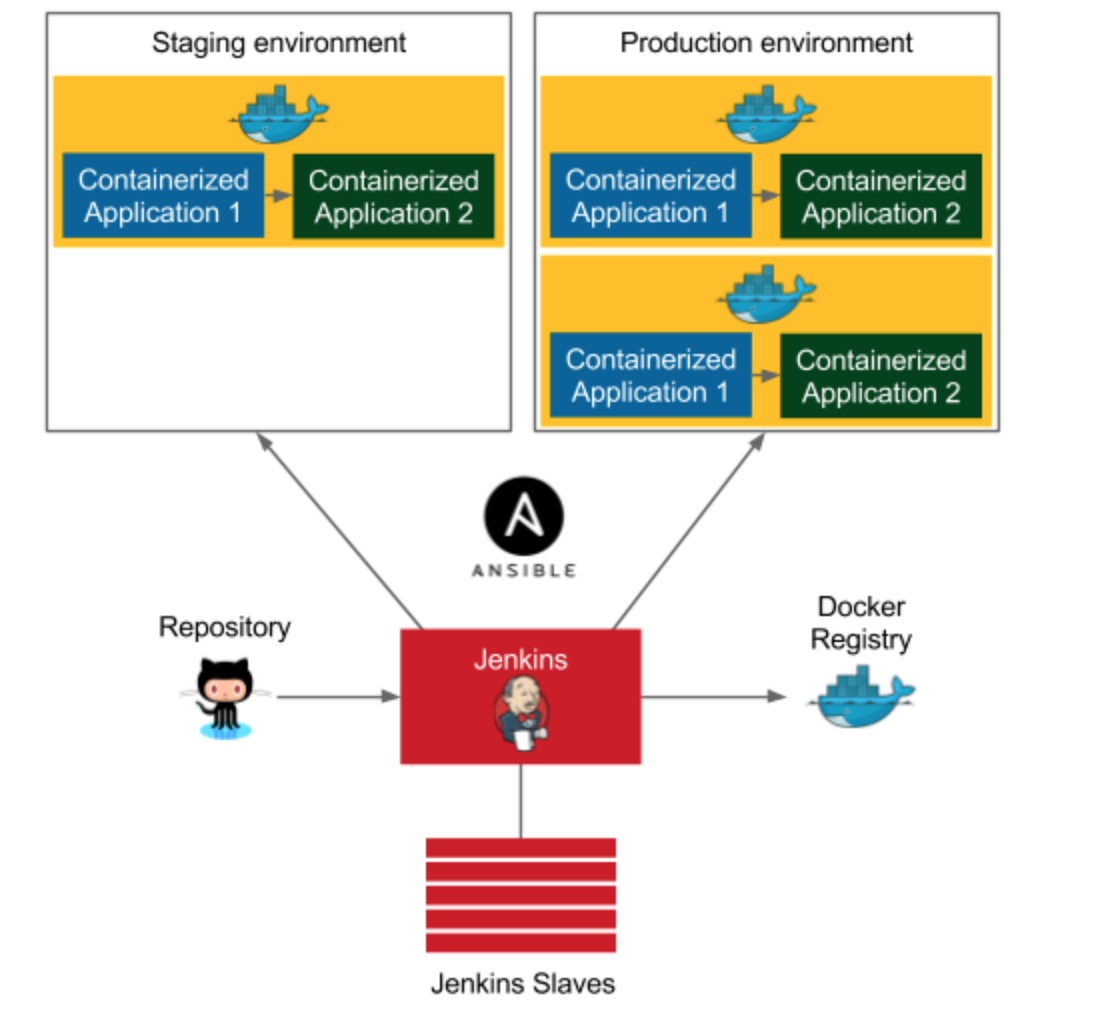 Staging environment
Containerized
Application 1
Containerized
Application 2
Production environment
Containerized
Application 1
Containerized
Application 2
Containerized
Application 1
Containerized
Application 2
ANSIBLE
Repository
Jenkins
Docker
Registry
Jenkins Slaves